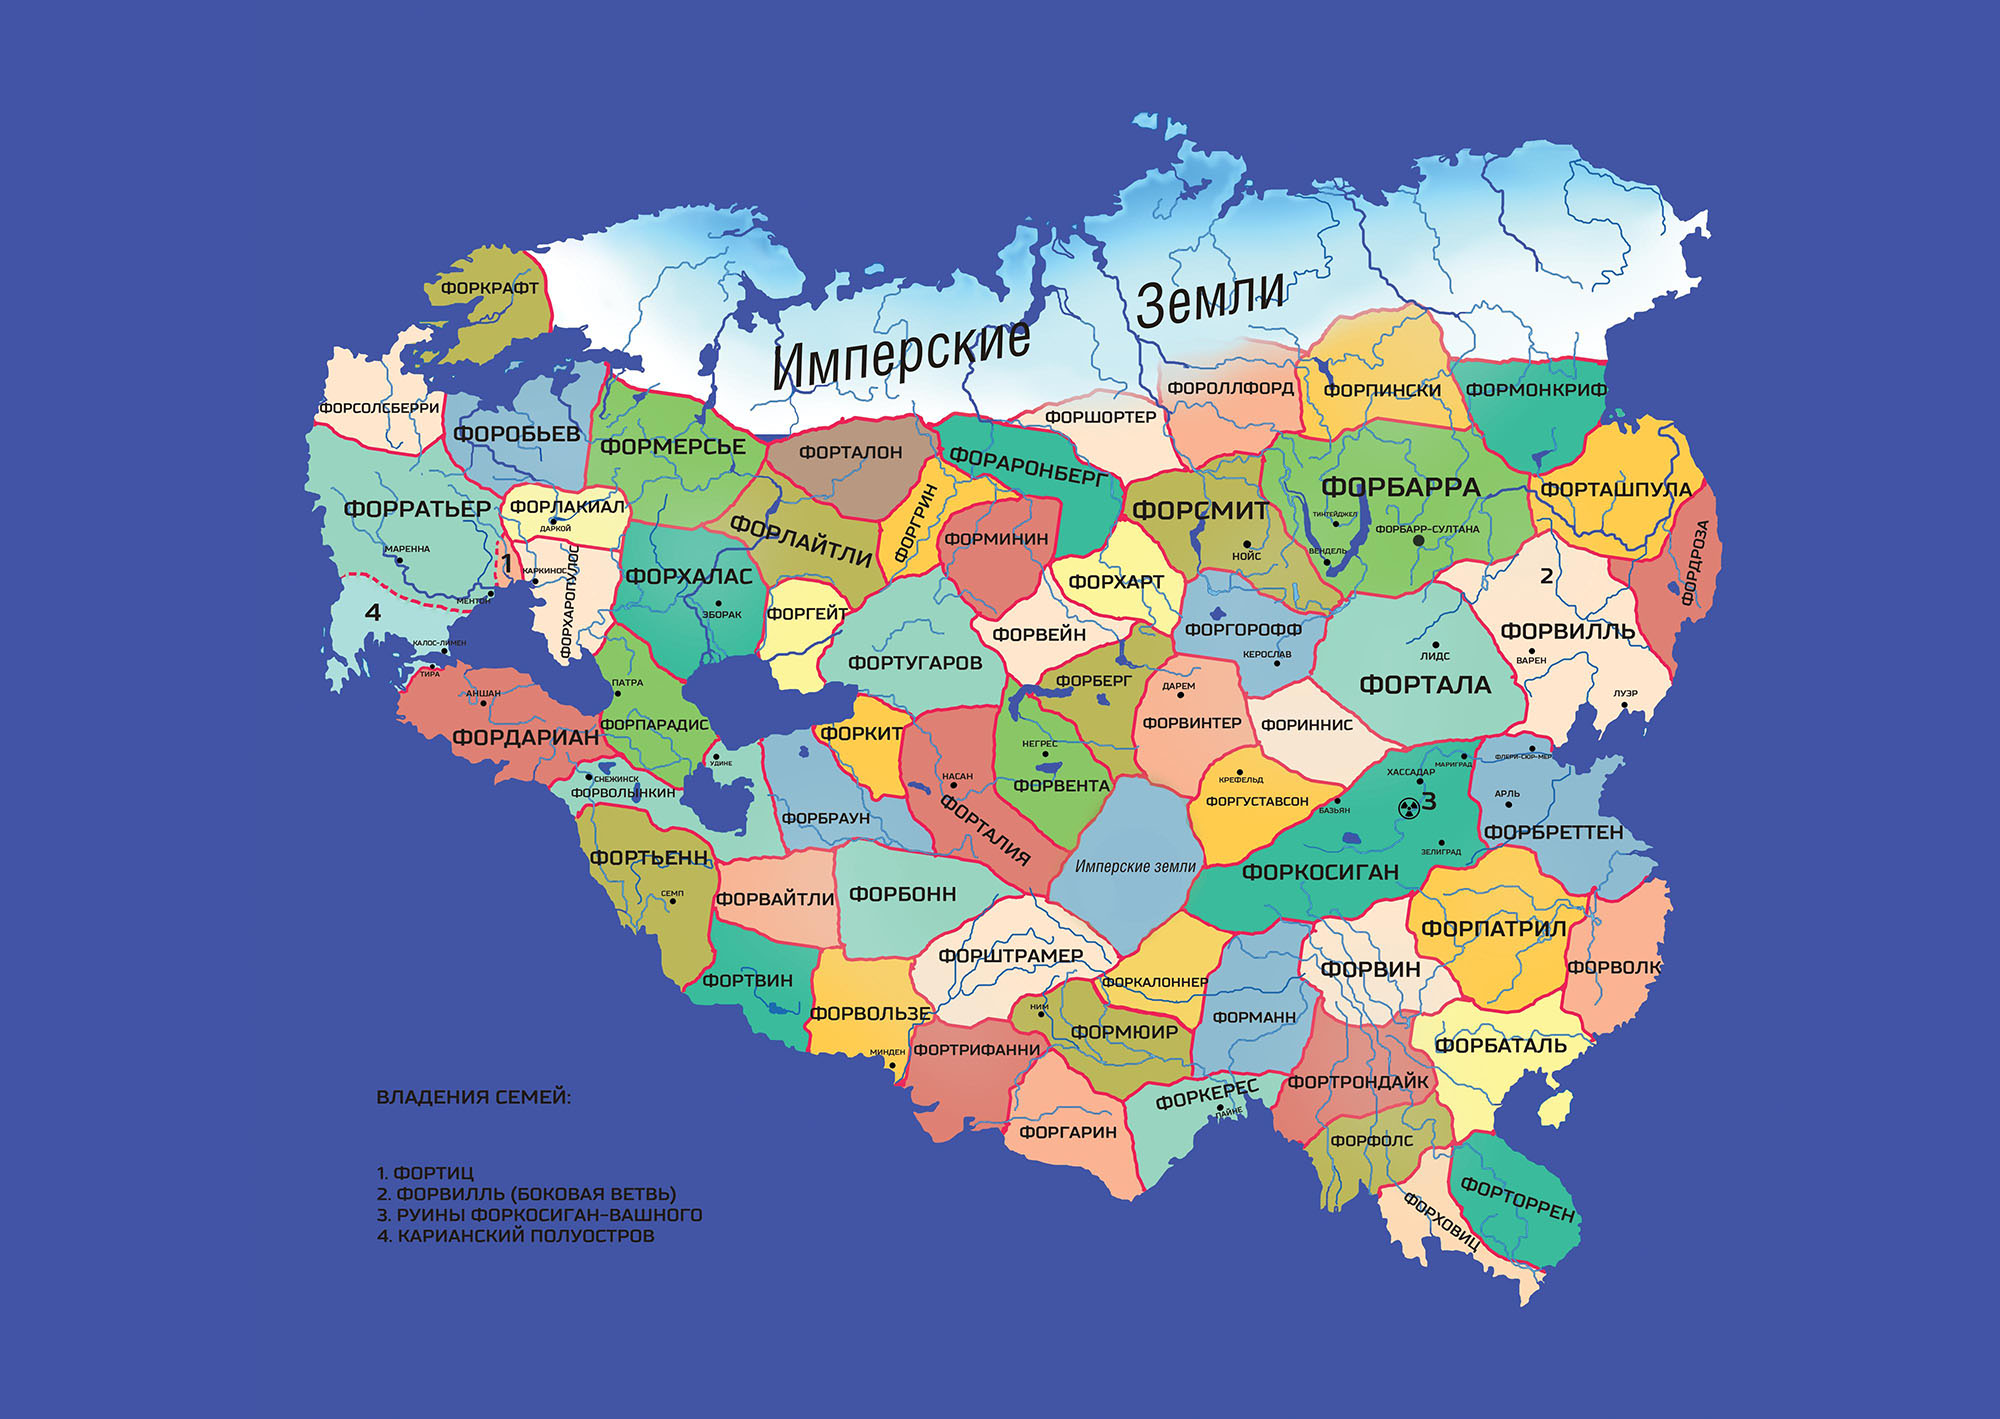 Имперские Земли
ФОРКРАФТ
ФОРСОЛСБЕРРИ
ФОРОБЬЕВ
ФОРМЕРСЬЕ
ФОРТАЛОН
ФОРАРОНБЕРГ
ФОРШОРТЕР
ФОРОЛЛФОРД
ФОРПИНСКИ
ФОРМОНКРИФ
ФОРРАТЬЕР
МАРЕННА
МЕНТОН
ФОРЛАКИАЛ
ДАРКОЙ
ФОРЛАЙТЛИ
ФОРГРИН
ФОРМИНИН
ФОРСМИТ
НОЙС
ФОРБАРРА
ТИНТЕЙДЖЕЛ
ФОРБАРР-СУЛТАНА
ВЕНДЕЛЬ
ФОРТАШПУЛА
ФОРДРОЗА
1
КАРКИНОС
ФОРХАРОПУЛОС
ФОРХАЛАС
ЭБОРАК
ФОРГЕЙТ
ФОРХАРТ
2
4
КАЛОС-ЛИМЕН
ТИРА
ФОРТУГАРОВ
ФОРВЕЙН
ФОРГОРОФФ
КЕРОСЛАВ
ЛИДС
ФОРТАЛА
ФОРВИЛЛЬ
ВАРЕН
ЛУЭР
АНШАН
ФОРДАРИАН
ПАТРА
ФОРПАРАДИС
ФОРБЕРГ
ДАРЕМ
ФОРВИНТЕР
ФОРИННИС
ФОРКИТ
УДИНЕ
СНЕЖИНСК
ФОРВОЛЫНКИН
ФОРБРАУН
НАСАН
ФОРТАЛИЯ
НЕГРЕС
ФОРВЕНТА
КРЕФЕЛЬД
ФОРГУСТАВСОН
БАЗЬЯН
ХАССАДАР
МАРИГРАД
3
ЗЕЛИГРАД
ФОРКОСИГАН
ФЛЕРИ-СЮР-МЕР
АРЛЬ
ФОРБРЕТТЕН
Имперские земли
ФОРТЬЕНН
СЕМП
ФОРВАЙТЛИ
ФОРБОНН
ФОРШТРАМЕР
ФОРКАЛОННЕР
ФОРПАТРИЛ
ФОРВИН
ФОРВОЛК
ФОРТВИН
ФОРВОЛЬЗЕ
МИНДЕН
НИМ
ФОРМЮИР
ФОРМАНН
ФОРТРИФАННИ
ФОРБАТАЛЬ
ФОРТРОНДАЙК
ФОРКЕРЕС
ПАЙНЕ
ФОРГАРИН
ФОРФОЛС
ФОРХОВИЦ
ФОРТОРРЕН
ВЛАДЕНИЯ СЕМЕЙ:
1. ФОРТИЦ
2. ФОРВИЛЛЬ (БОКОВАЯ ВЕТВЬ)
3. РУИНЫ ФОРКОСИГАН-ВАШНОГО
4. КАРИАНСКИЙ ПОЛУОСТРОВ